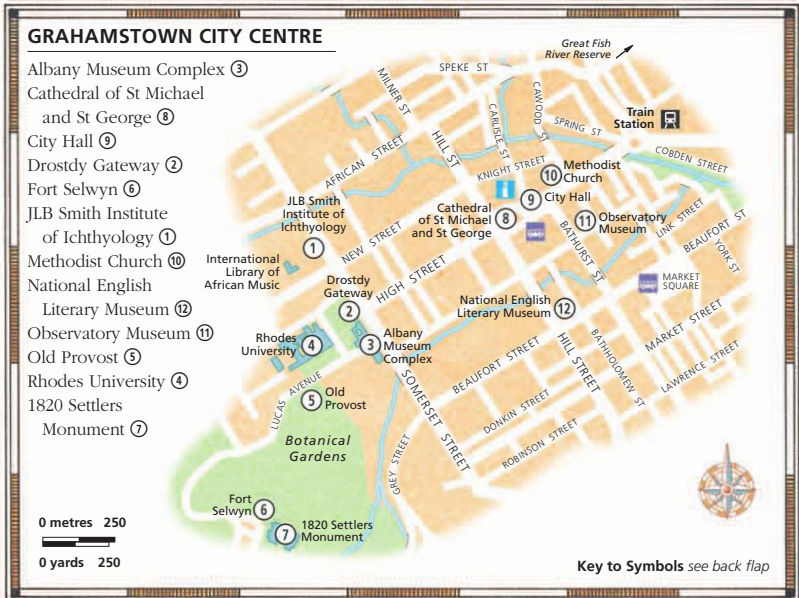 GRAHAMSTOWN CITY CENTRE
Albany Museum Complex ③
Cathedral of St Michael
and St George ⑧
City Hall ⑨
Drostdy Gateway ②
Fort Selwyn ⑥
JLB Smith Institute
of Ichthyology ①
Methodist Church ⑩
National English
Literary Museum ⑫
Observatory Museum ⑪
Old Provost ⑤
Rhodes University ④
1820 Settlers
Monument ⑦
0 metres 250
0 yards 250
Great Fish
River Reserve
SPEKE ST
MILNER ST
CARLISLE ST
CAWOOD ST
Train
Station
SPRING ST
HILL ST
COBDEN STREET
AFRICAN STREET
KNIGHT STREET
⑩ Methodist
Church
i
⑨ City Hall
JLB Smith
Institute of
Ichthyology
①
Cathedral
of St Michael
and St George
⑧
⑪ Observatory
Museum
LINK STREET
BEAUFORT ST
YORK ST
NEW STREET
BATHURST ST
International
Library of
African Music
HIGH STREET
MARKET
SQUARE
Drostdy
Gateway
②
National English
Literary Museum
⑫
MARKET STREET
Rhodes
University
④
③ Albany
Museum
Complex
BEAUFORT STREET
HILL STREET
BATHHOLOMEW ST
LAWRENCE STREET
LUCAS AVENUE
⑤ Old
Provost
SOMERSET STREET
DONKIN STREET
ROBINSON STREET
Botanical
Gardens
GREY STREET
Fort
Selwyn
⑥
⑦ 1820 Settlers
Monument
Key to Symbols see back flap